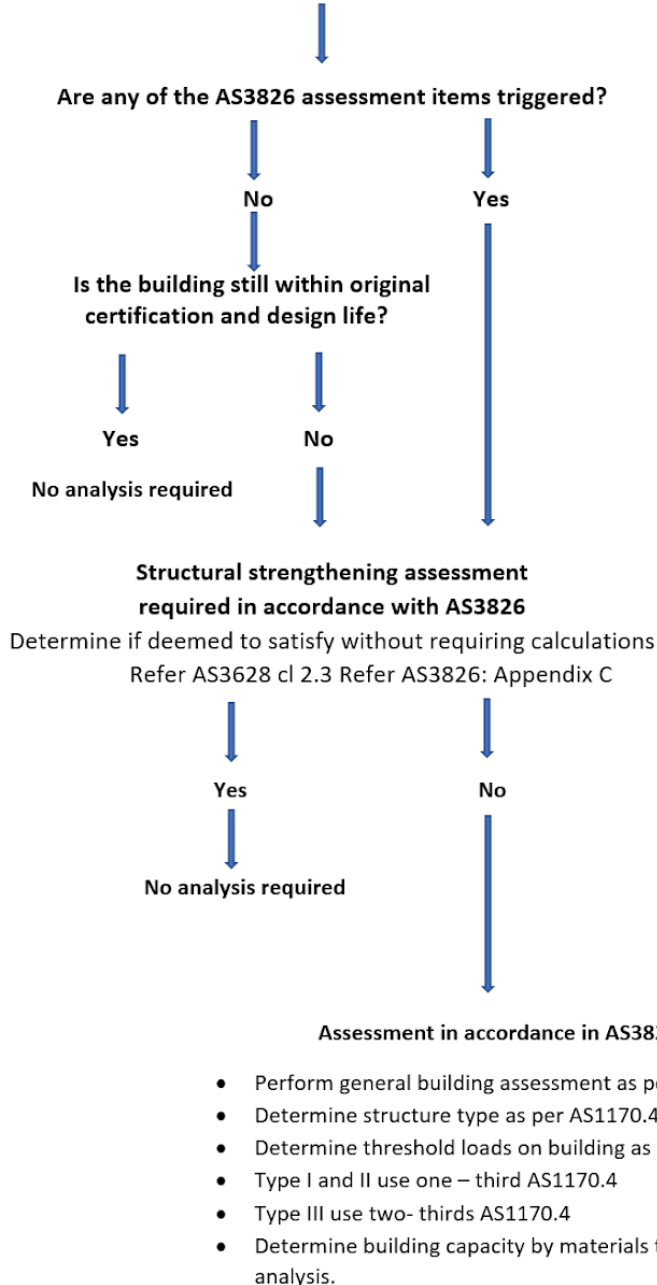 Are any of the AS3826 assessment items triggered?
No
Yes
Is the building still within original
certification and design life?
Yes
No
No analysis required
Structural strengthening assessment
required in accordance with AS3826
Determine if deemed to satisfy without requiring calculations
Refer AS3628 cl 2.3 Refer AS3826: Appendix C
Yes
No
No analysis required
Assessment in accordance in
• Perform general building assessment as
• Determine structure type as per AS1170.4
• Determine threshold loads on building as
• Type I and II use one – third AS1170.4
• Type III use two- thirds AS1170.4
• Determine building capacity by materials
analysis.